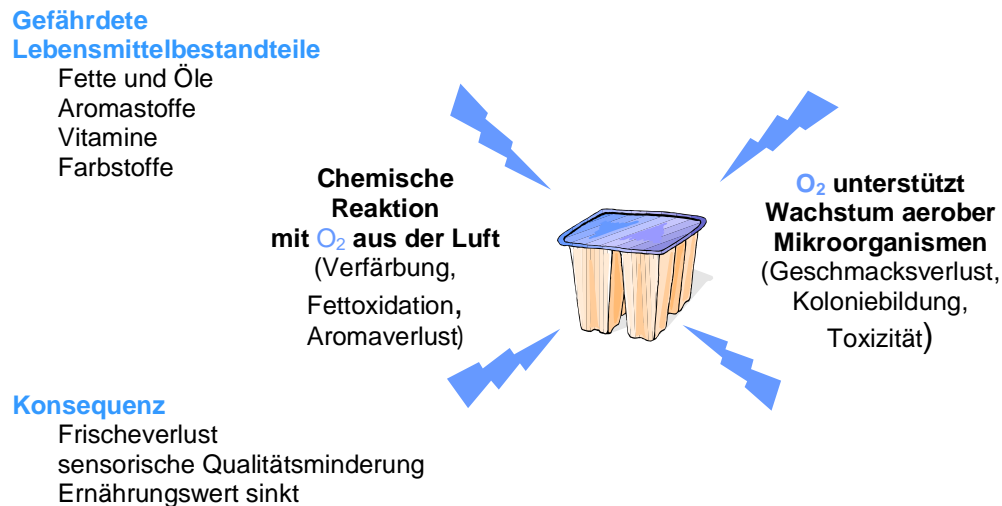 Gefährdete
Lebensmittelbestandteile
Fette und Öle
Aromastoffe
Vitamine
Farbstoffe
Chemische
Reaktion
mit O₂ aus der Luft
(Verfärbung,
Fettoxidation,
Aromaverlust)
O₂ unterstützt
Wachstum aerober
Mikroorganismen
(Geschmacksverlust,
Koloniebildung,
Toxizität)
Konsequenz
Frischeverlust
sensorische Qualitätsminderung
Ernährungswert sinkt